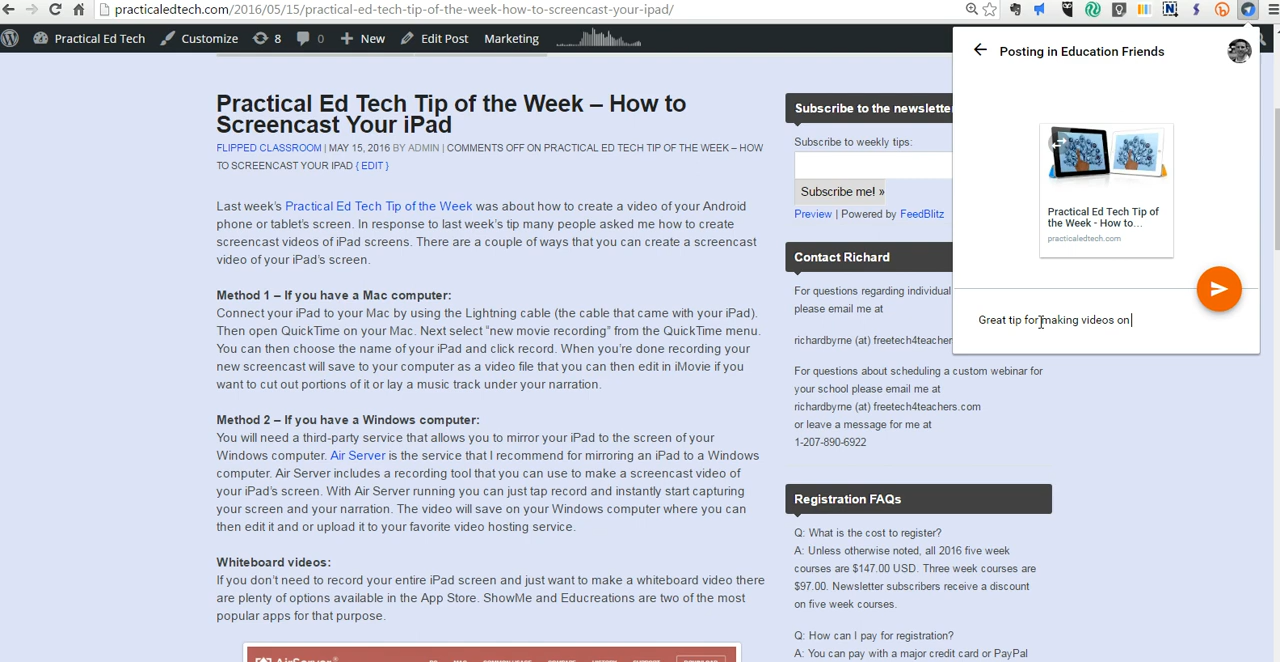 practicaledtech.com/2016/05/15/practical-ed-tech-tip-of-the-week-how-to-screencast-your-ipad/
Practical Ed Tech
Customize
8
0
New
Edit Post
Marketing
Practical Ed Tech Tip of the Week – How to
Screencast Your iPad
FLIPPED CLASSROOM | MAY 15, 2016 BY ADMIN | COMMENTS OFF ON PRACTICAL ED TECH TIP OF THE WEEK – HOW
TO SCREENCAST YOUR IPAD { EDIT }
Last week's Practical Ed Tech Tip of the Week was about how to create a video of your Android
phone or tablet's screen. In response to last week's tip many people asked me how to create
screencast videos of iPad screens. There are a couple of ways that you can create a screencast
video of your iPad's screen.
Method 1 – If you have a Mac computer:
Connect your iPad to your Mac by using the Lightning cable (the cable that came with your iPad).
Then open QuickTime on your Mac. Next select “new movie recording” from the QuickTime menu.
You can then choose the name of your iPad and click record. When you're done recording your
new screencast will save to your computer as a video file that you can then edit in iMovie if you
want to cut out portions of it or lay a music track under your narration.
Method 2 – If you have a Windows computer:
You will need a third-party service that allows you to mirror your iPad to the screen of your
Windows computer. Air Server is the service that I recommend for mirroring an iPad to a Windows
computer. Air Server includes a recording tool that you can use to make a screencast video of
your iPad's screen. With Air Server running you can just tap record and instantly start capturing
your screen and your narration. The video will save on your Windows computer where you can
then edit it and or upload it to your favorite video hosting service.
Whiteboard videos:
If you don't need to record your entire iPad screen and just want to make a whiteboard video there
are plenty of options available in the App Store. ShowMe and Educreations are two of the most
popular apps for that purpose.
AirServer
Subscribe to the newsletter
Subscribe to weekly tips:
Subscribe me! »
Preview | Powered by FeedBlitz
Contact Richard
For questions regarding individual
please email me at
richardbyrne (at) freetech4teacher
For questions about scheduling a custom webinar for
your school please email me at
richardbyrne (at) freetech4teachers.com
or leave a message for me at
1-207-890-6922
Registration FAQs
Q: What is the cost to register?
A: Unless otherwise noted, all 2016 five week
courses are $147.00 USD. Three week courses are
$97.00. Newsletter subscribers receive a discount
on five week courses.
Q: How can I pay for registration?
A: You can pay with a major credit card or PayPal
Posting in Education Friends
Practical Ed Tech Tip of
the Week - How to...
practicaledtech.com
Great tip for making videos on